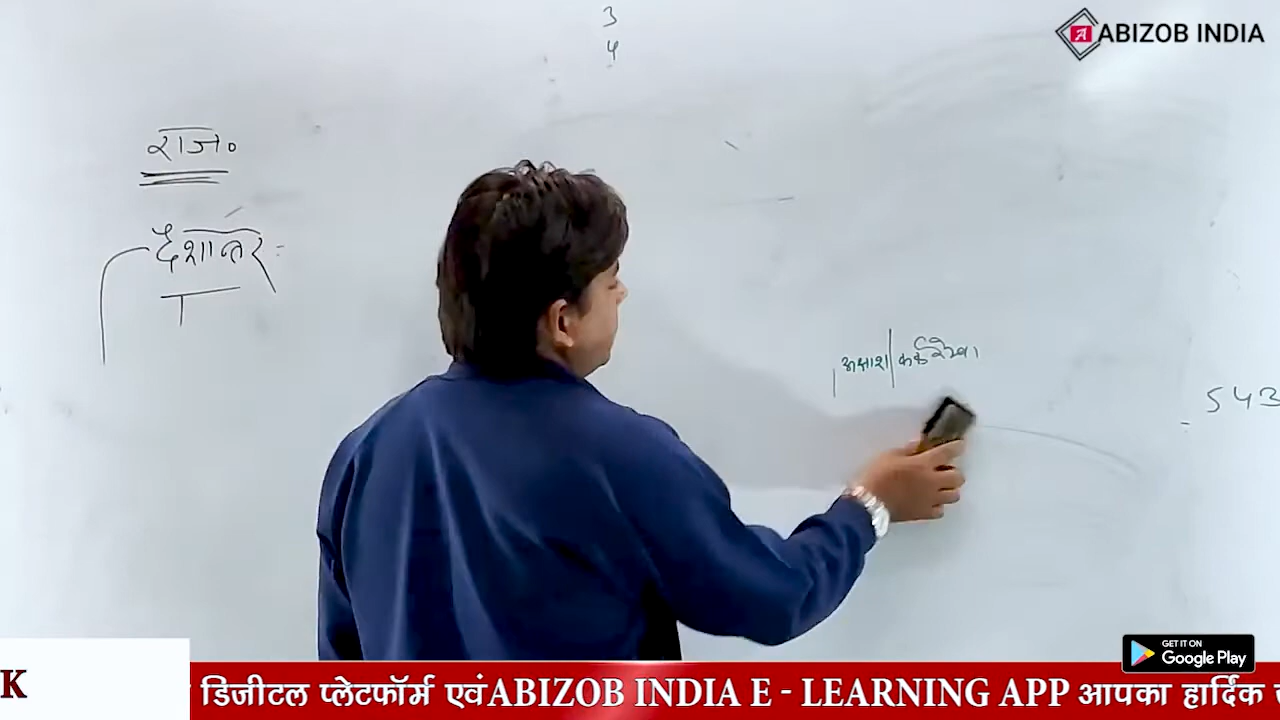 3
4
ABIZOB INDIA
राज०
देशान्तर
अक्षांश कर्क रेखा
543
GET IT ON
Google Play
K
डिजीटल प्लेटफॉर्म एवं ABIZOB INDIA E - LEARNING APP आपका हार्दिक